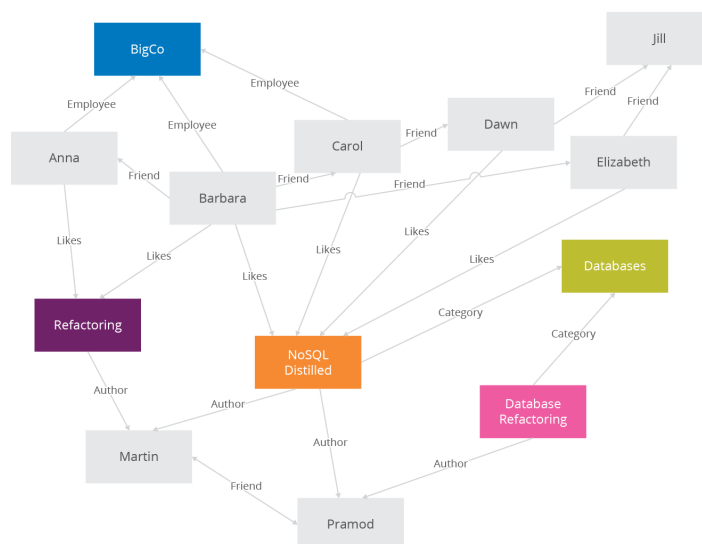 Jill
BigCo
Employee
Friend
Friend
Employee
Carol
Dawn
Friend
Anna
Elizabeth
Friend
Friend
Friend
Barbara
Likes
Likes
Likes
Likes
Likes
Likes
Databases
Category
Refactoring
Category
NoSQL
Distilled
Author
Author
Database
Refactoring
Author
Martin
Author
Friend
Pramod